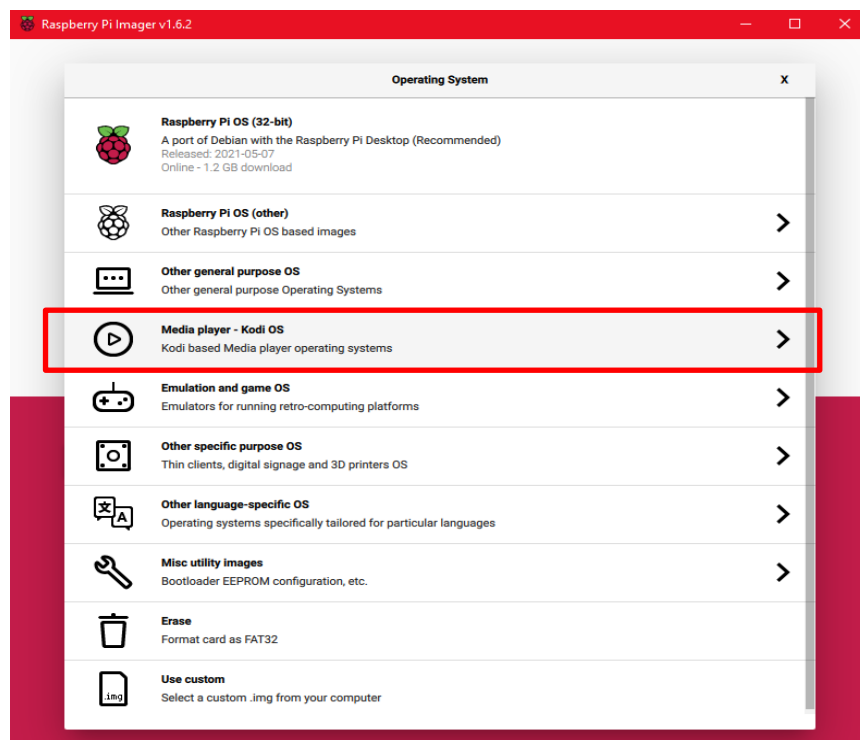 Raspberry Pi Imager v1.6.2
Operating System
X
Raspberry Pi OS (32-bit)
A port of Debian with the Raspberry Pi Desktop (Recommended)
Released: 2021-05-07
Online - 1.2 GB download
Raspberry Pi OS (other)
Other Raspberry Pi OS based images
Other general purpose OS
Other general purpose Operating Systems
Media player - Kodi OS
Kodi based Media player operating systems
Emulation and game OS
Emulators for running retro-computing platforms
Other specific purpose OS
Thin clients, digital signage and 3D printers OS
Other language-specific OS
文
A
Operating systems specifically tailored for particular languages
Misc utility images
Bootloader EEPROM configuration, etc.
Erase
Format card as FAT32
Use custom
.img
Select a custom .img from your computer